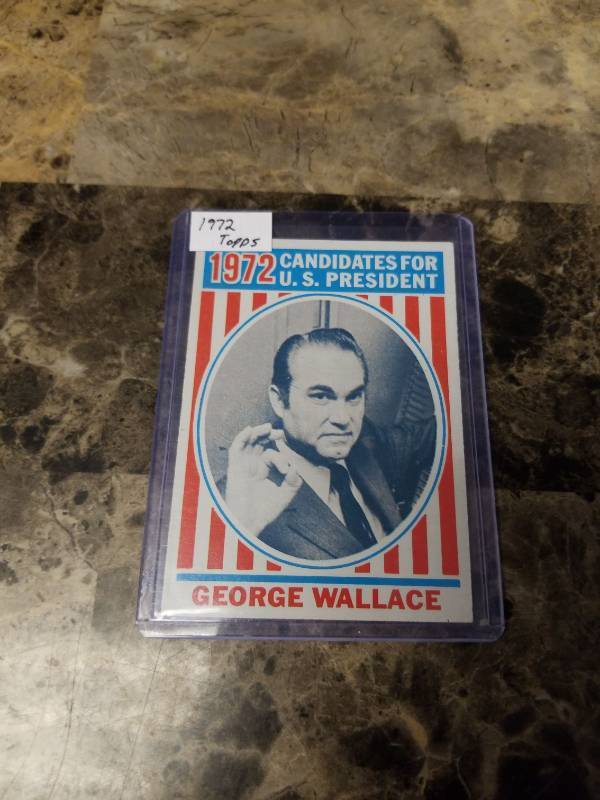 1972
Topps
1972 CANDIDATES FOR
U.S. PRESIDENT
GEORGE WALLACE